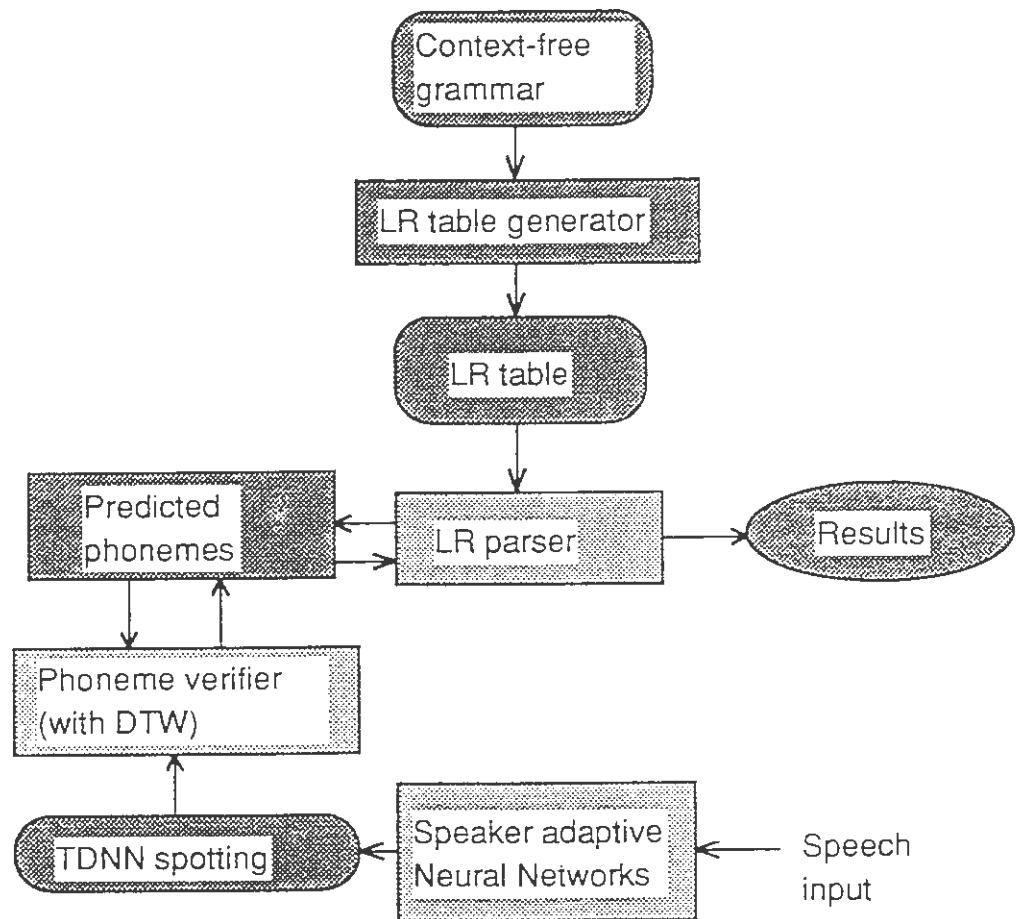 Context-free
grammar
LR table generator
LR table
Predicted
phonemes
LR parser
Results
Phoneme verifier
(with DTW)
TDNN spotting
Speaker adaptive
Neural Networks
Speech
input